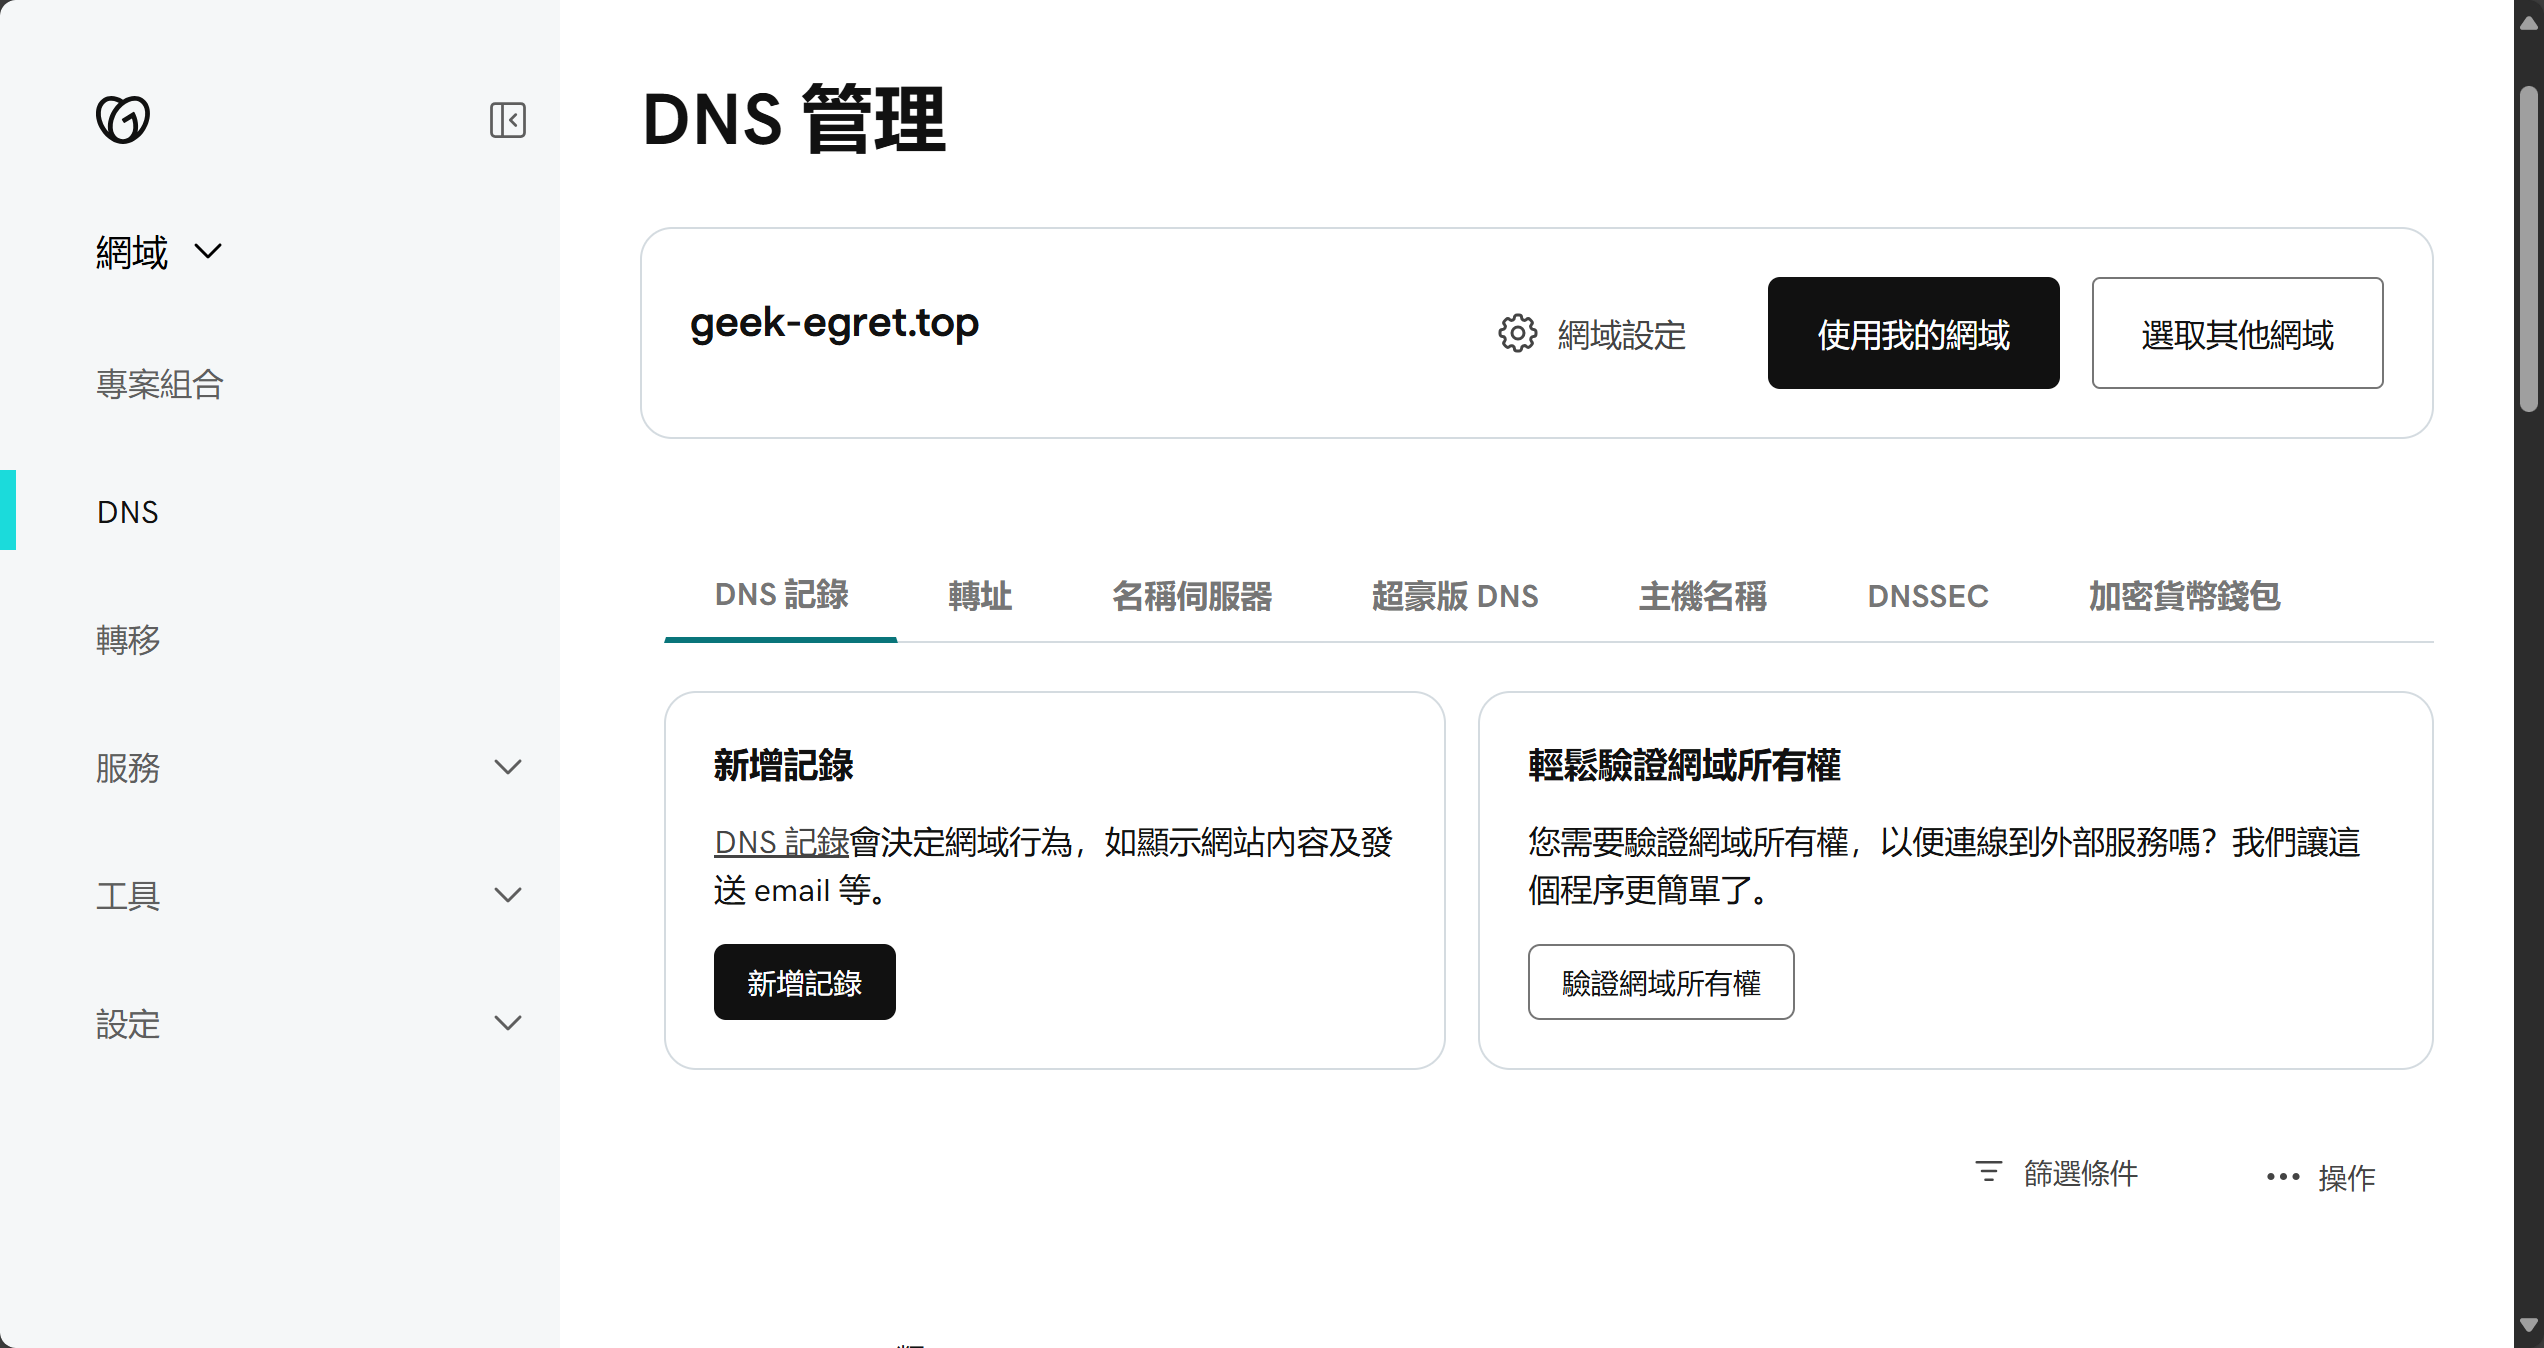 DNS 管理
網域
geek-egret.top
網域設定
使用我的網域
選取其他網域
專案組合
DNS
轉移
服務
工具
設定
DNS 記錄
轉址
名稱伺服器
超豪版 DNS
主機名稱
DNSSEC
加密貨幣錢包
新增記錄
DNS 記錄會決定網域行為，如顯示網站內容及發
送 email 等。
新增記錄
輕鬆驗證網域所有權
您需要驗證網域所有權，以便連線到外部服務嗎？我們讓這
個程序更簡單了。
驗證網域所有權
篩選條件
操作